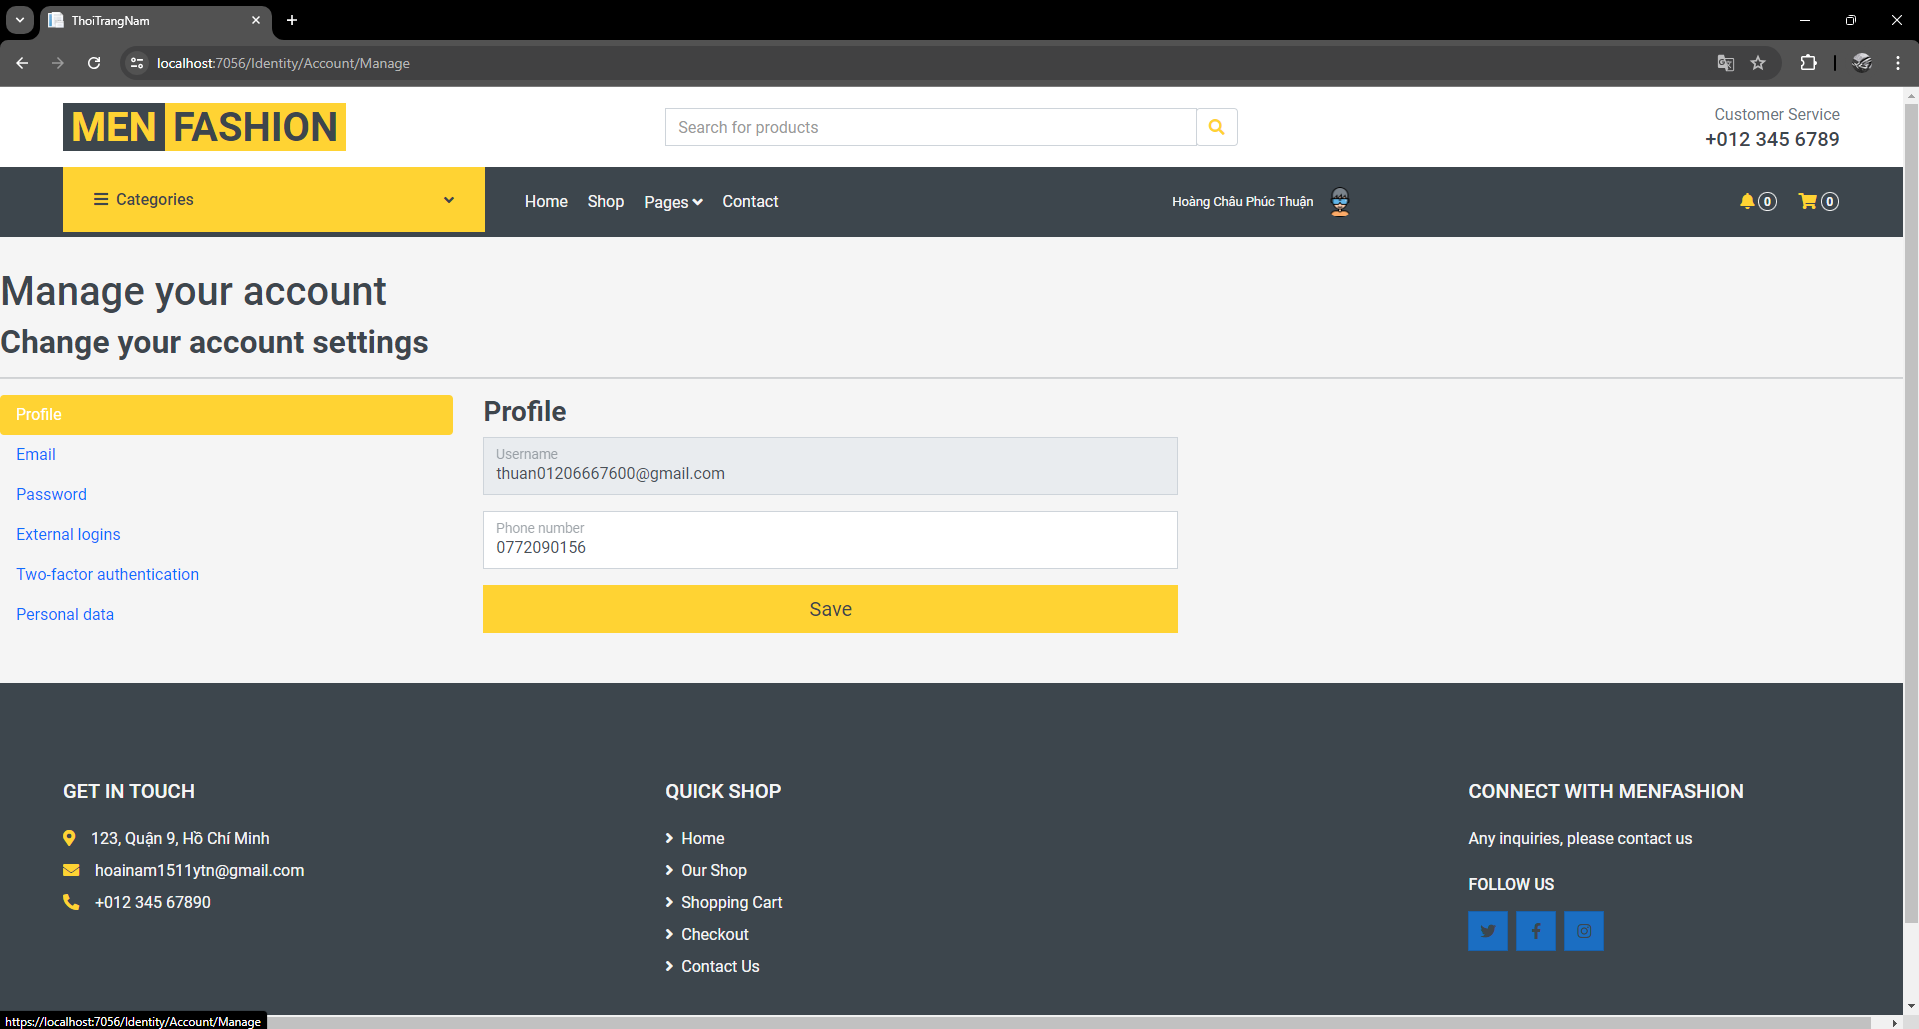 ThoiTrangNam
localhost:7056/Identity/Account/Manage
MEN FASHION
Search for products
Customer Service
+012 345 6789
Categories
Home Shop Pages Contact
Hoàng Châu Phúc Thuận
0 0
Manage your account
Change your account settings
Profile
Email
Password
External logins
Two-factor authentication
Personal data
Profile
Username
thuan01206667600@gmail.com
Phone number
0772090156
Save
GET IN TOUCH
123, Quận 9, Hồ Chí Minh
hoainam1511ytn@gmail.com
+012 345 67890
QUICK SHOP
Home
Our Shop
Shopping Cart
Checkout
Contact Us
CONNECT WITH MENFASHION
Any inquiries, please contact us
FOLLOW US
https://localhost:7056/Identity/Account/Manage